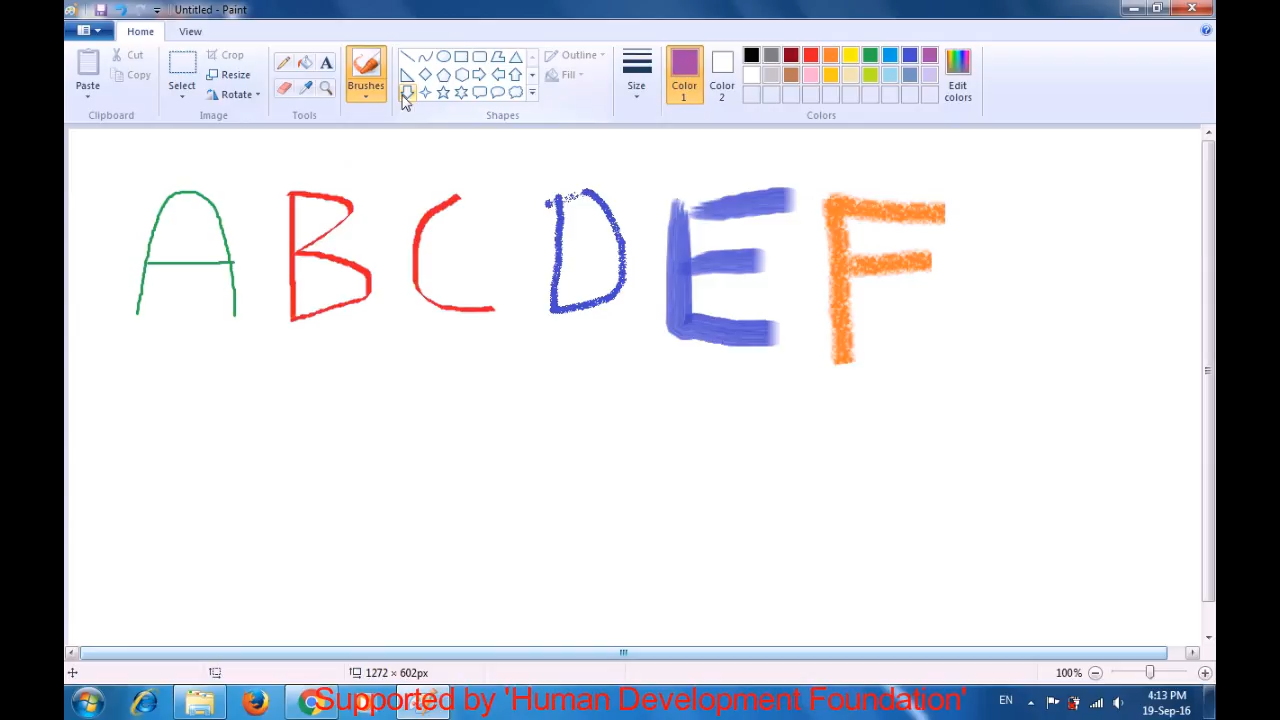 Untitled - Paint
Home View
Paste
Cut
Copy
Clipboard
Select
Crop
Resize
Rotate
Image
Tools
Brushes
Shapes
Outline
Fill
Size
Color 1
Color 2
Colors
Edit colors
A B C D E F
1272 × 602px
100%
EN
4:13 PM
19-Sep-16
Supported by 'Human Development Foundation'